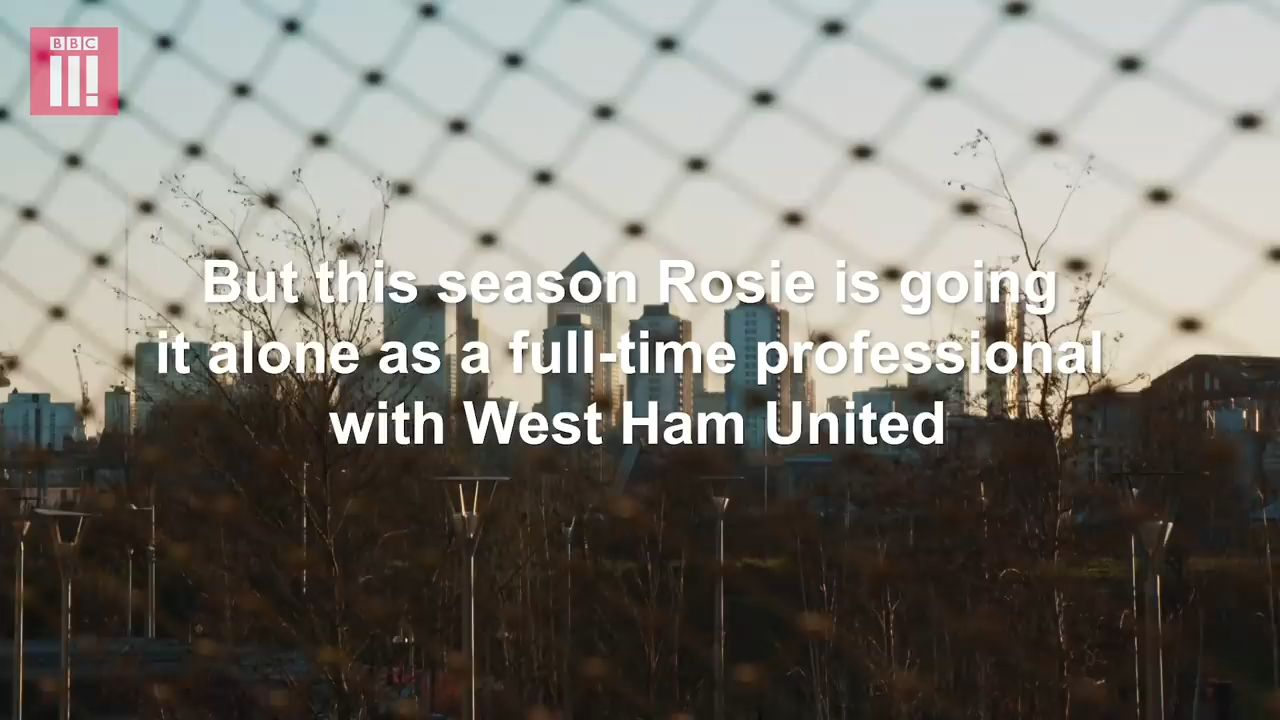 BBC
III!
But this season Rosie is going
it alone as a full-time professional
with West Ham United